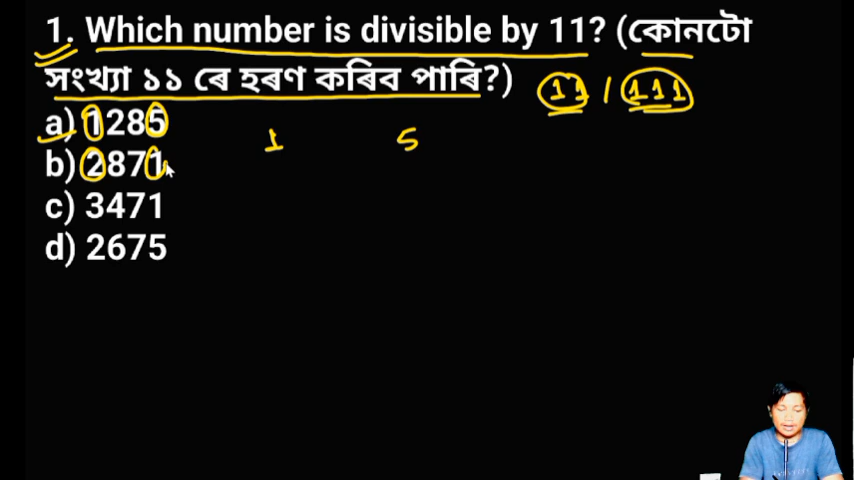 1. Which number is divisible by 11? (কোনটো
সংখ্যা ১১ ৰে হৰণ কৰিব পাৰি?) 11 / 111
a) 1285
1 5
b) 2871
c) 3471
d) 2675